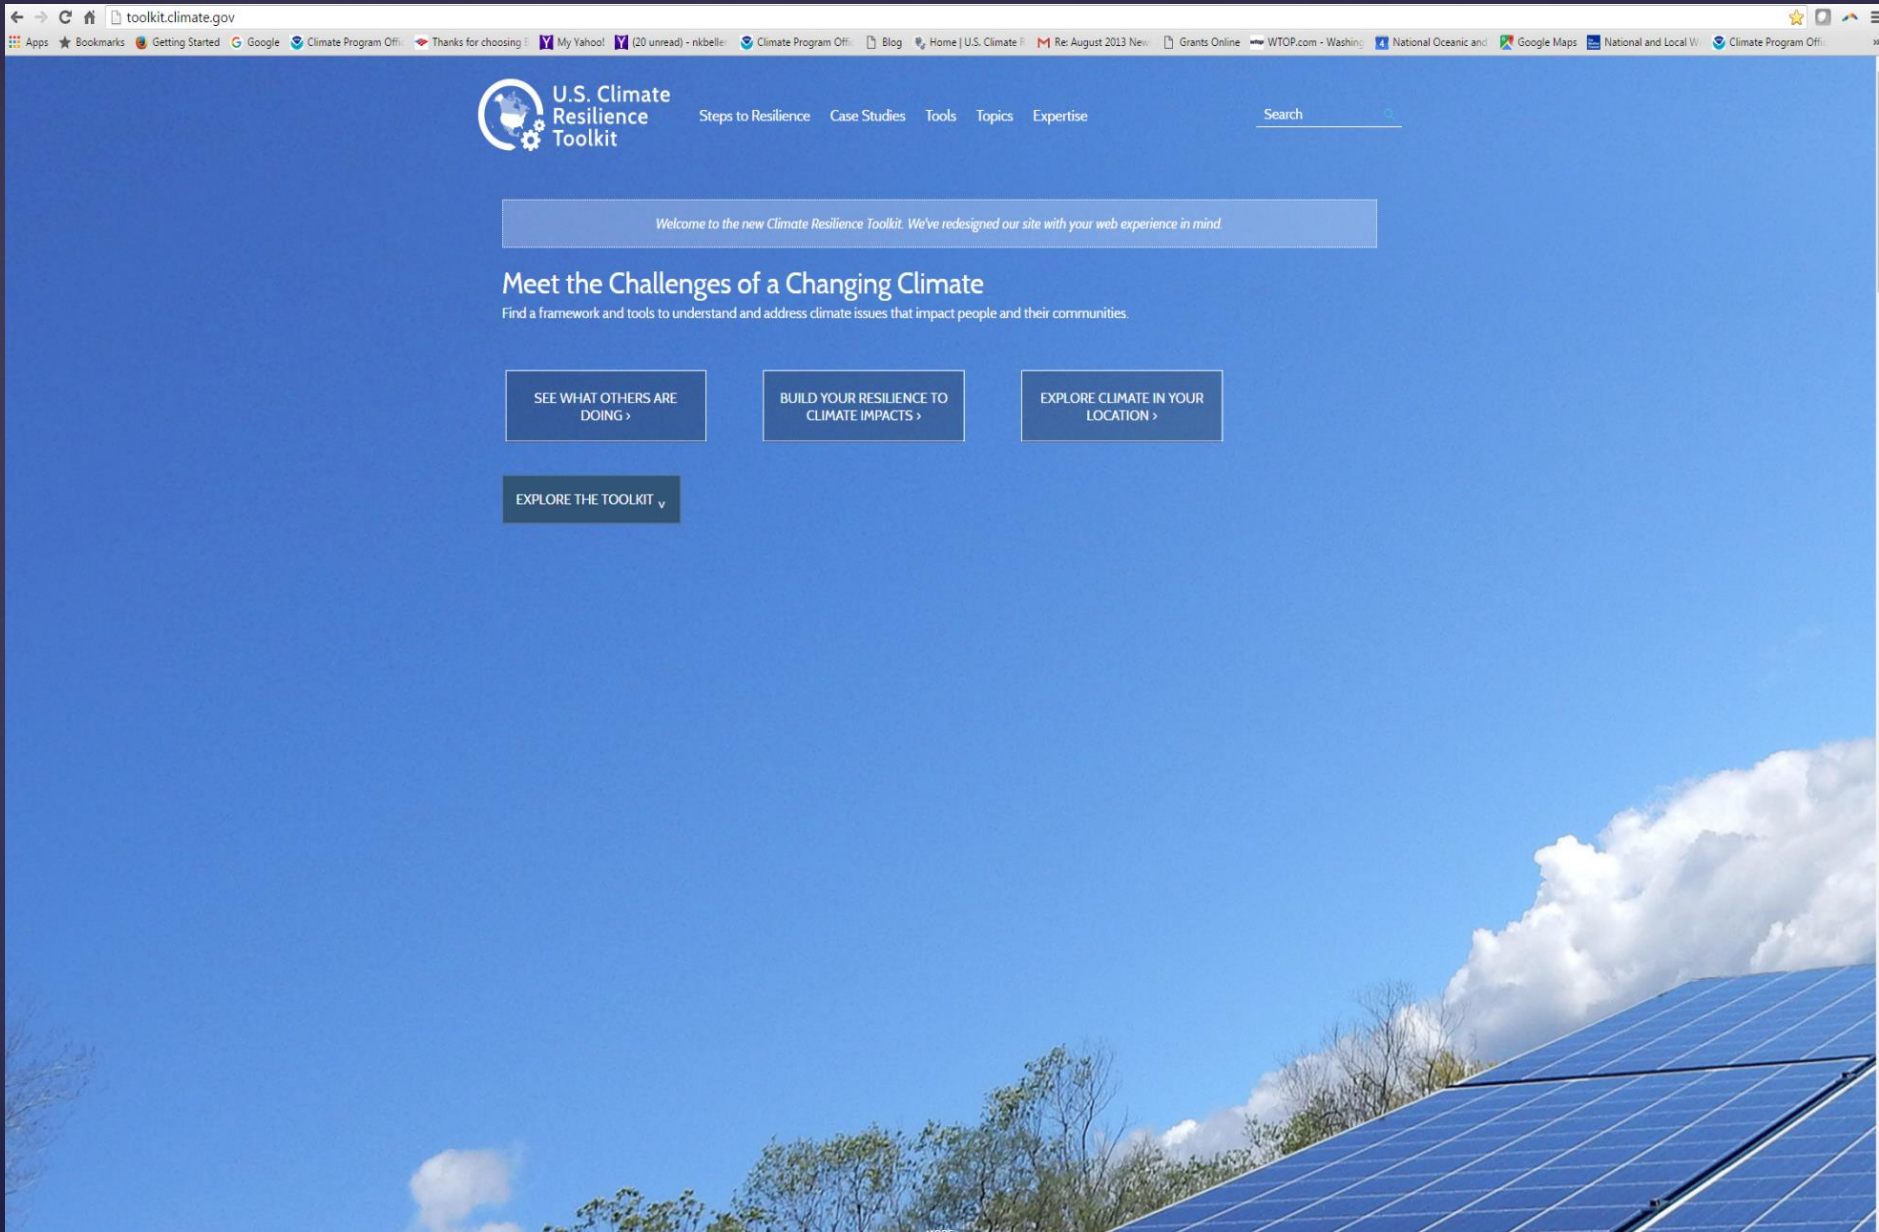 toolkit.climate.gov
Apps Bookmarks Getting Started Google Climate Program Offi Thanks for choosing My Yahoo! (20 unread) - nkbelle Climate Program Offi Blog Home | U.S. Climate R Re: August 2013 New Grants Online WTOP.com - Washing National Oceanic and Google Maps National and Local W Climate Program Offi »
U.S. Climate
Resilience
Toolkit
Steps to Resilience Case Studies Tools Topics Expertise
Search
Welcome to the new Climate Resilience Toolkit. We've redesigned our site with your web experience in mind.
Meet the Challenges of a Changing Climate
Find a framework and tools to understand and address climate issues that impact people and their communities.
SEE WHAT OTHERS ARE
DOING ›
BUILD YOUR RESILIENCE TO
CLIMATE IMPACTS ›
EXPLORE CLIMATE IN YOUR
LOCATION ›
EXPLORE THE TOOLKIT v